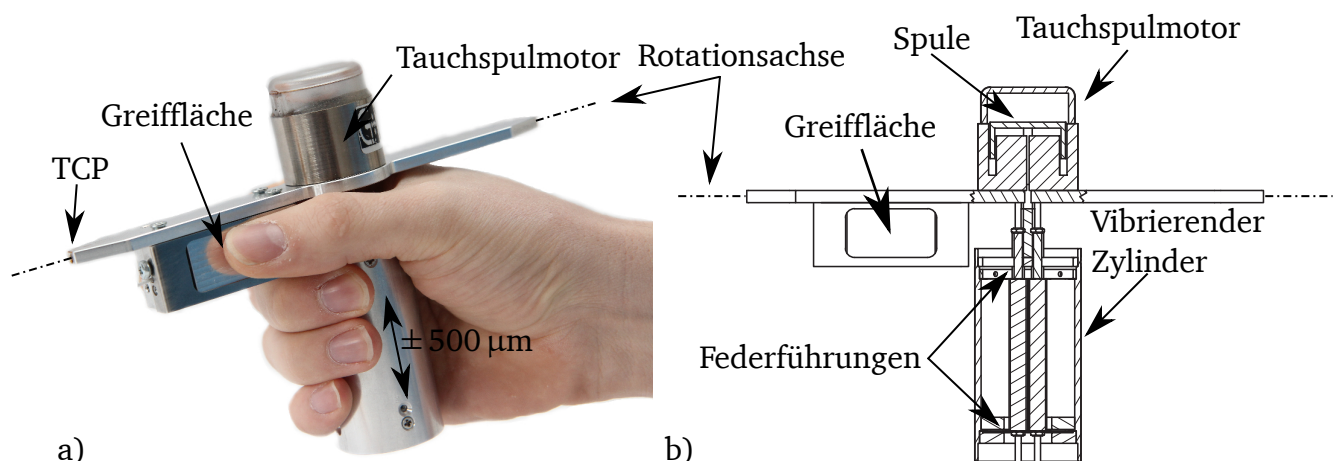 Tauchspulmotor
Rotationsachse
Greiffläche
TCP
± 500 µm
a)
Spule
Tauchspulmotor
Greiffläche
Vibrierender
Zylinder
Federführungen
b)